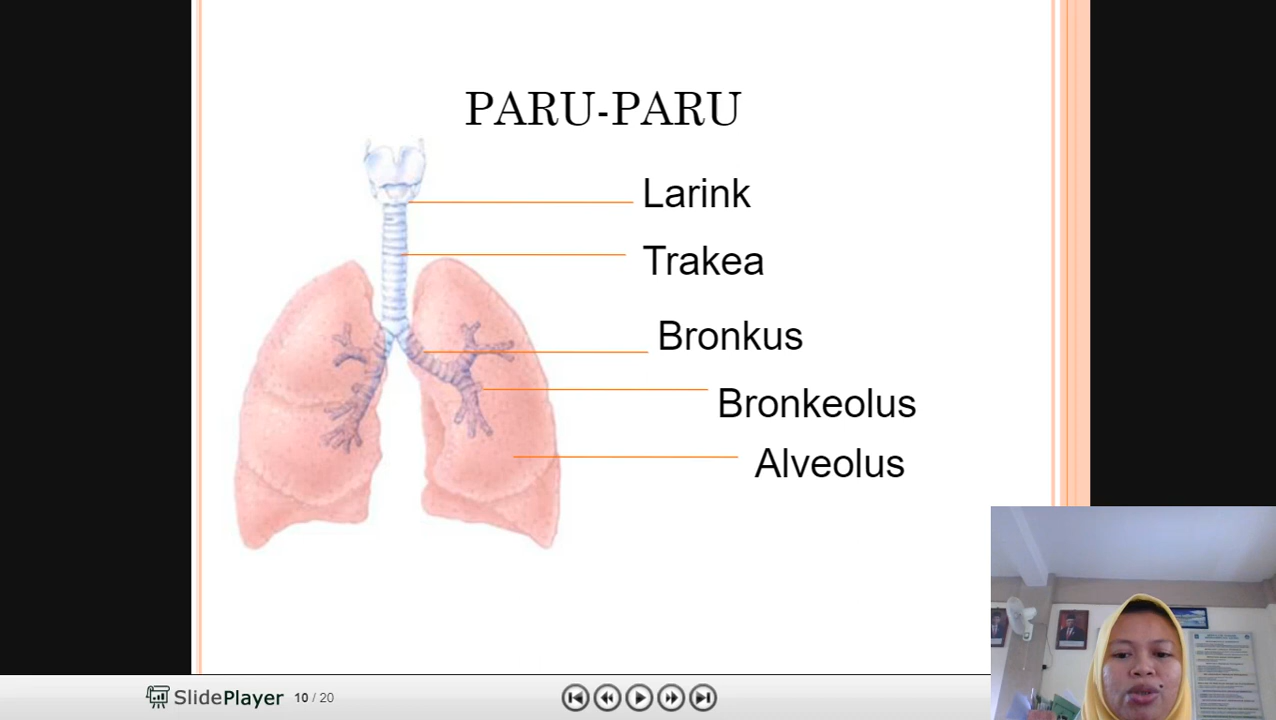 PARU-PARU
Larink
Trakea
Bronkus
Bronkeolus
Alveolus
SlidePlayer 10 / 20